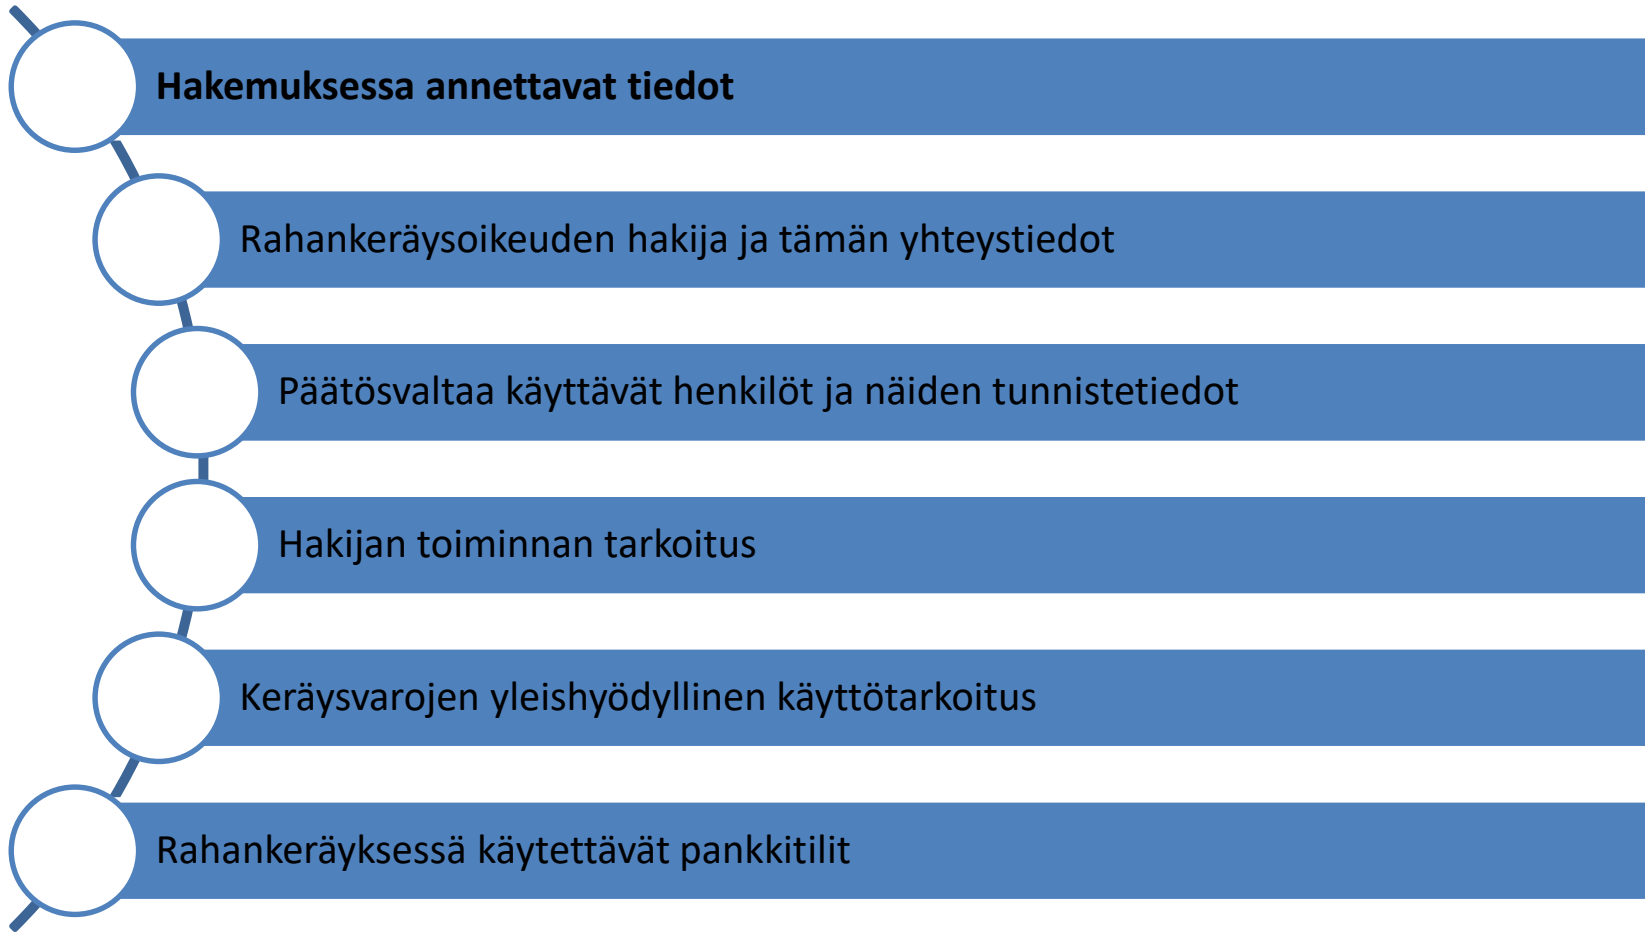 Hakemuksessa annettavat tiedot
Rahankeräysoikeuden hakija ja tämän yhteystiedot
Päätösvaltaa käyttävät henkilöt ja näiden tunnistetiedot
Hakijan toiminnan tarkoitus
Keräysvarojen yleishyödyllinen käyttötarkoitus
Rahankeräyksessä käytettävät pankkitilit